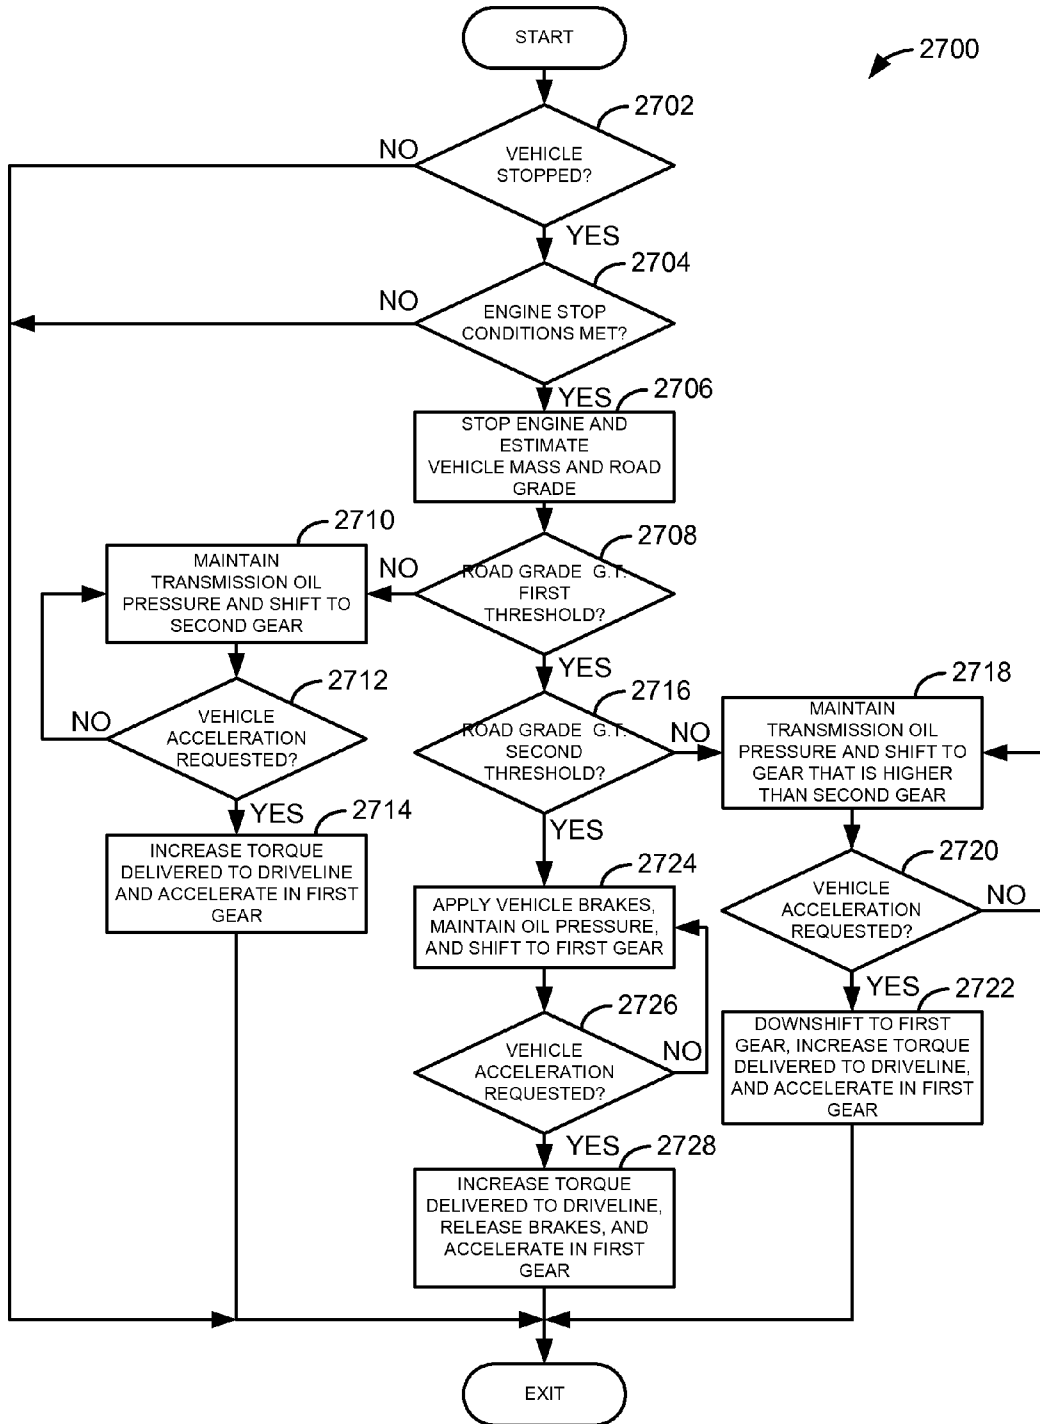 START
2700
2702
NO
VEHICLE
STOPPED?
YES
2704
NO
ENGINE STOP
CONDITIONS MET?
YES
2706
STOP ENGINE AND
ESTIMATE
VEHICLE MASS AND ROAD
GRADE
2710
2708
MAINTAIN
TRANSMISSION OIL
PRESSURE AND SHIFT TO
SECOND GEAR
NO
ROAD GRADE G.T.
FIRST
THRESHOLD?
YES
2712
NO
VEHICLE
ACCELERATION
REQUESTED?
YES
2716
ROAD GRADE G.T.
SECOND
THRESHOLD?
NO
YES
2718
MAINTAIN
TRANSMISSION OIL
PRESSURE AND SHIFT TO
GEAR THAT IS HIGHER
THAN SECOND GEAR
2714
INCREASE TORQUE
DELIVERED TO DRIVELINE
AND ACCELERATE IN FIRST
GEAR
2724
APPLY VEHICLE BRAKES,
MAINTAIN OIL PRESSURE,
AND SHIFT TO FIRST GEAR
2720
VEHICLE
ACCELERATION
REQUESTED?
NO
YES
2726
VEHICLE
ACCELERATION
REQUESTED?
NO
YES
2722
DOWNSHIFT TO FIRST
GEAR, INCREASE TORQUE
DELIVERED TO DRIVELINE,
AND ACCELERATE IN FIRST
GEAR
2728
INCREASE TORQUE
DELIVERED TO DRIVELINE,
RELEASE BRAKES, AND
ACCELERATE IN FIRST
GEAR
EXIT